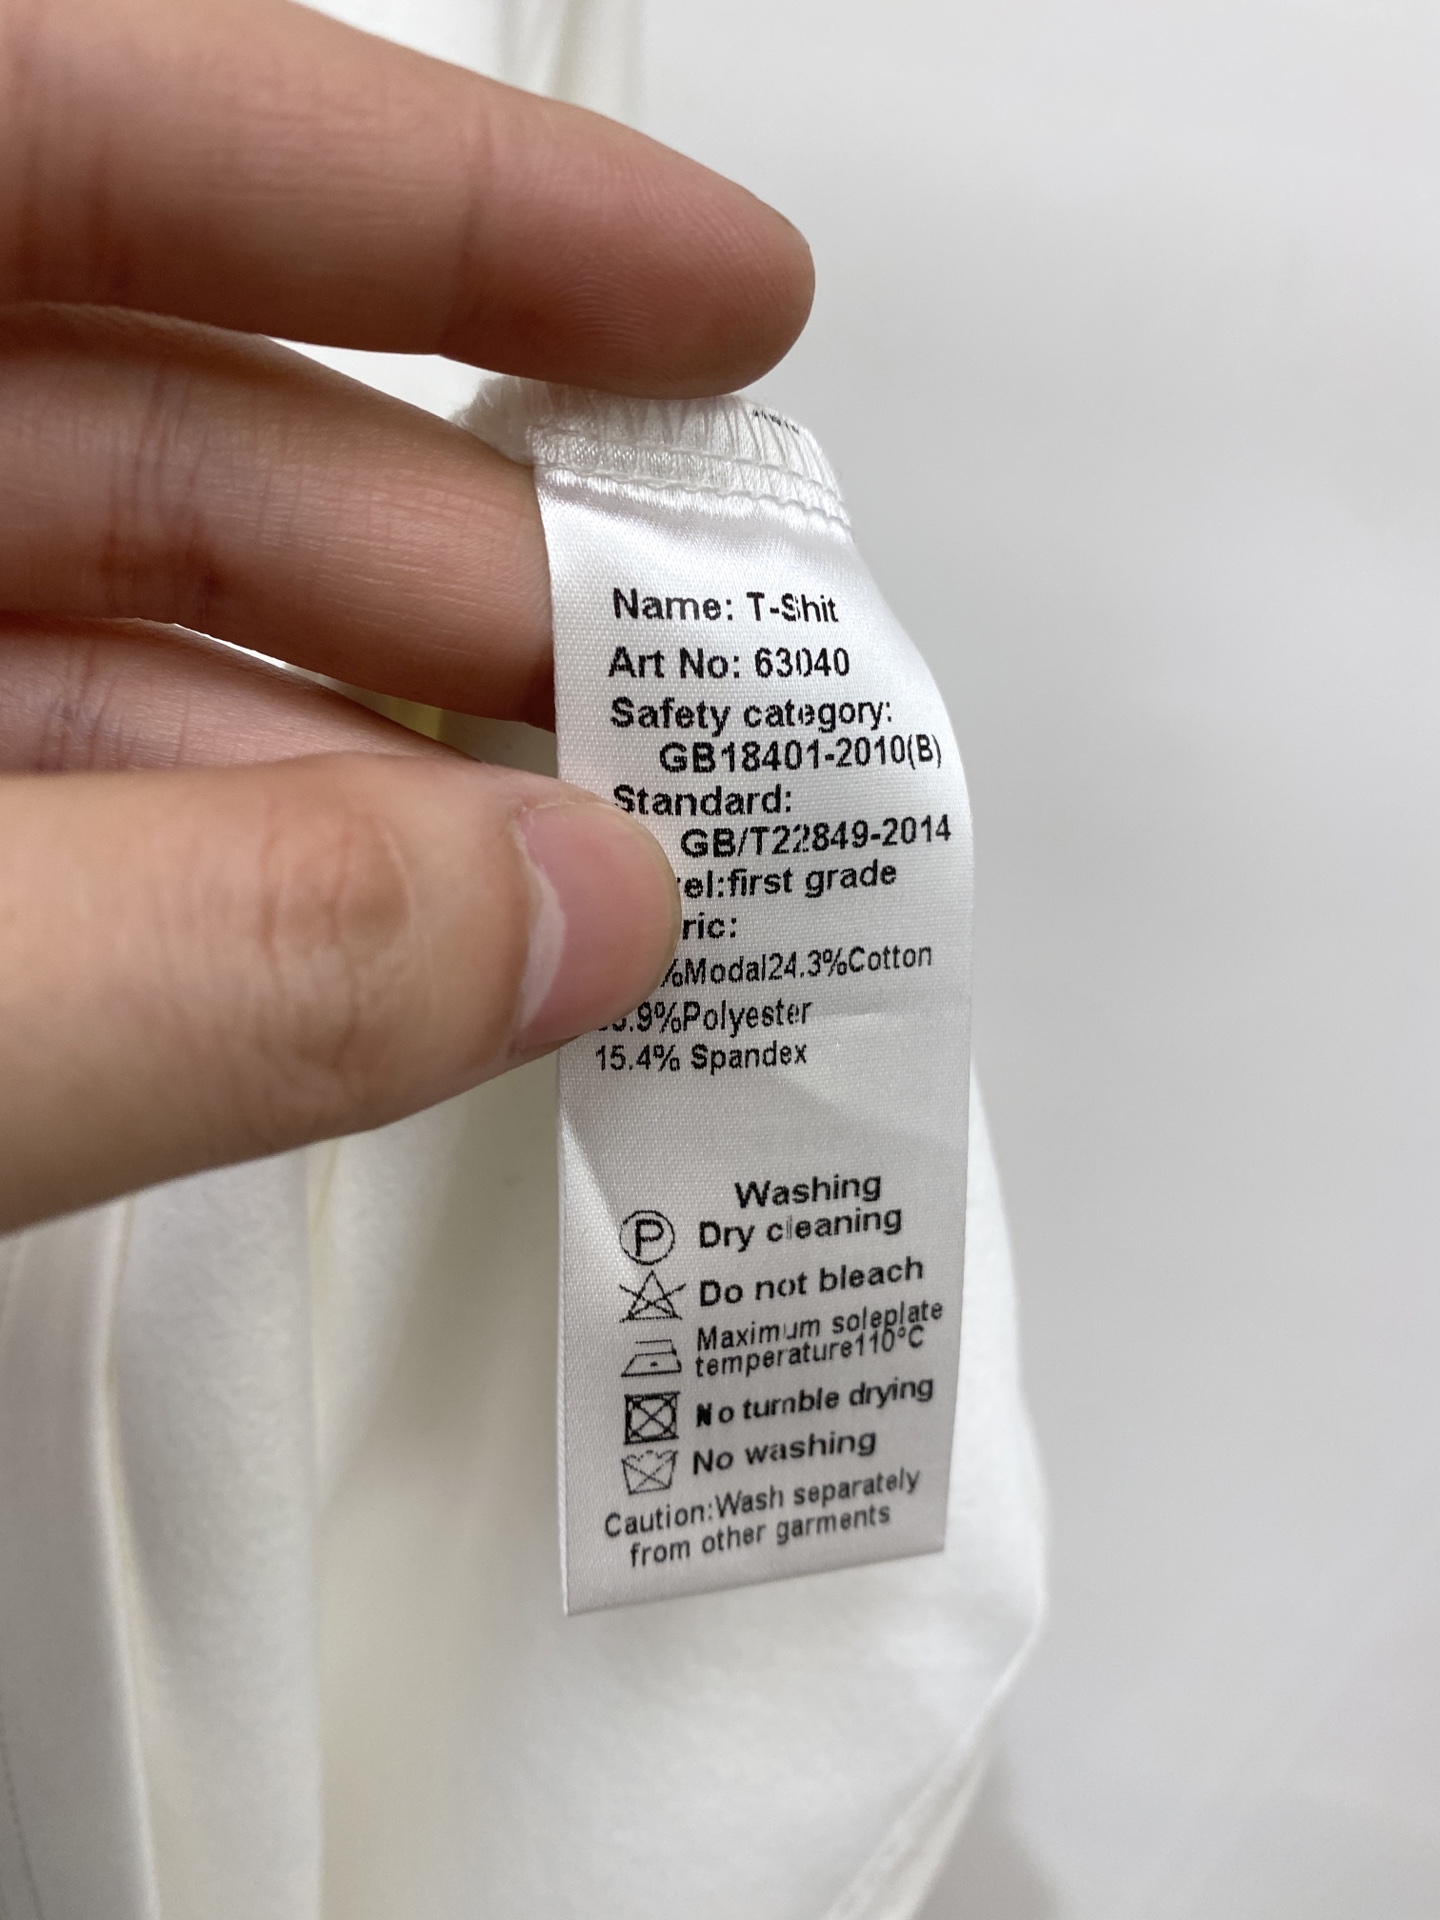 Name: T-Shit
Art No: 63040
Safety category:
GB18401-2010(B)
Standard:
GB/T22849-2014
el:first grade
ric:
%Modal24.3%Cotton
.9%Polyester
15.4% Spandex
Washing
P Dry cleaning
Do not bleach
Maximum soleplate
temperature110°C
No tumble drying
No washing
Caution:Wash separately
from other garments